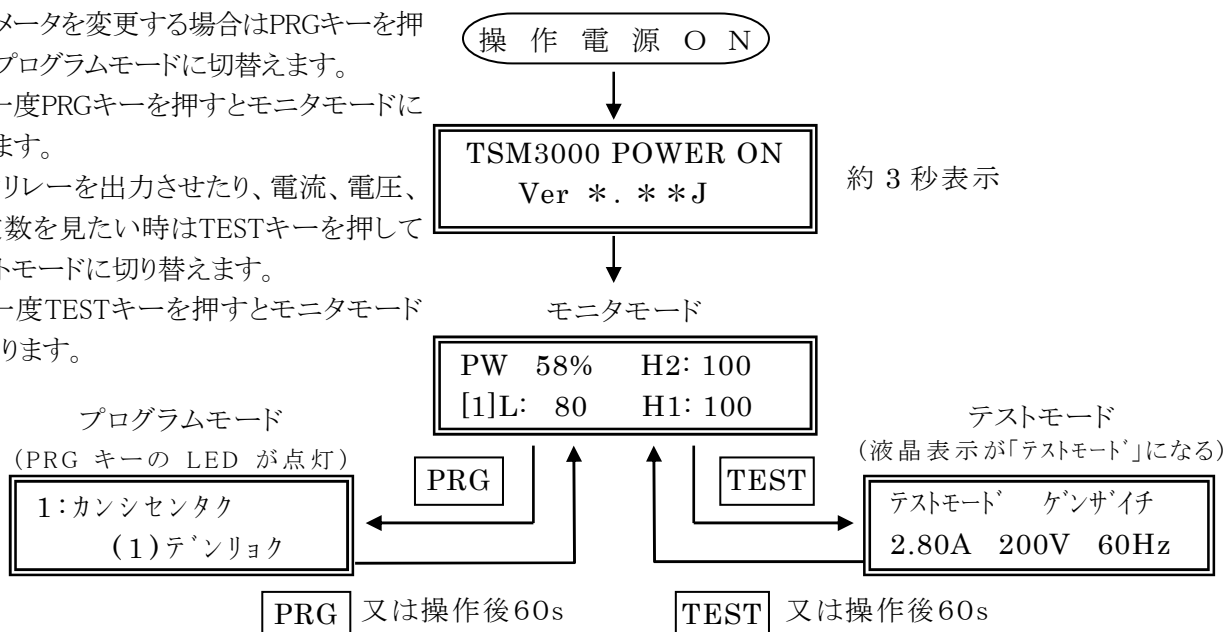 メータを変更する場合はPRGキーを押
プログラムモードに切替えます。
一度PRGキーを押すとモニタモードに
ます。
リレーを出力させたり、電流、電圧、
数を見たい時はTESTキーを押して
トモードに切り替えます。
一度TESTキーを押すとモニタモード
ります。
操作電源ON
TSM3000 POWER ON
Ver *.**J
約3秒表示
モニタモード
PW 58% H2:100
[1]L: 80 H1:100
プログラムモード
(PRG キーの LED が点灯)
1:カンシセンタク
(1)デンリョク
PRG
TEST
テストモード
(液晶表示が「テストモード」になる)
テストモード ゲンザイチ
2.80A 200V 60Hz
PRG 又は操作後60s
TEST 又は操作後60s